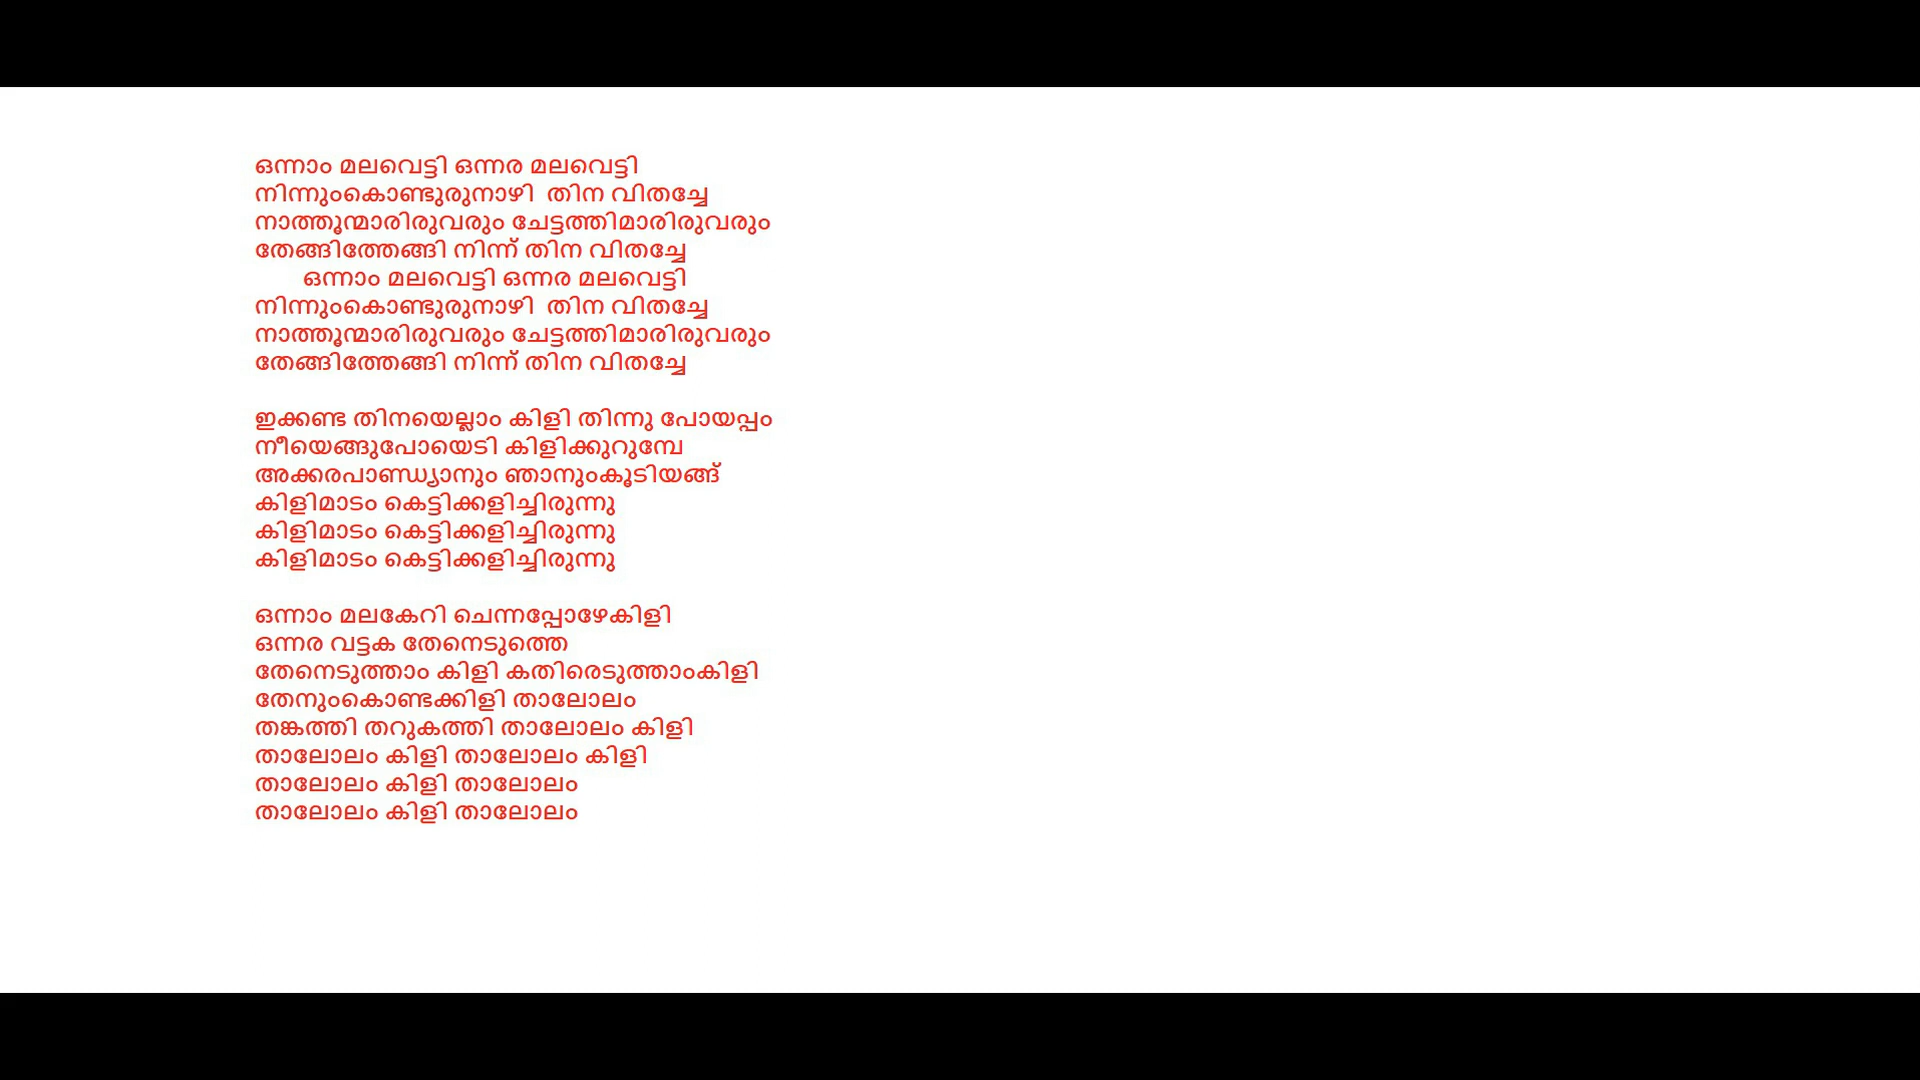 ഒന്നാം മലവെട്ടി ഒന്നര മലവെട്ടി
നിന്നുംകൊണ്ടുരുനാഴി തിന വിതച്ചേ
നാത്തൂന്മാരിരുവരും ചേട്ടത്തിമാരിരുവരും
തേങ്ങിത്തേങ്ങി നിന്ന് തിന വിതച്ചേ
ഒന്നാം മലവെട്ടി ഒന്നര മലവെട്ടി
നിന്നുംകൊണ്ടുരുനാഴി തിന വിതച്ചേ
നാത്തൂന്മാരിരുവരും ചേട്ടത്തിമാരിരുവരും
തേങ്ങിത്തേങ്ങി നിന്ന് തിന വിതച്ചേ
ഇക്കണ്ട തിനയെല്ലാം കിളി തിന്നു പോയപ്പം
നീയെങ്ങുപോയെടി കിളിക്കുറുമ്പേ
അക്കരപാണ്ഡ്യാനും ഞാനുംകൂടിയങ്ങ്
കിളിമാടം കെട്ടിക്കളിച്ചിരുന്നു
കിളിമാടം കെട്ടിക്കളിച്ചിരുന്നു
കിളിമാടം കെട്ടിക്കളിച്ചിരുന്നു
ഒന്നാം മലകേറി ചെന്നപ്പോഴേകിളി
ഒന്നര വട്ടക തേനെടുത്തെ
തേനെടുത്താം കിളി കതിരെടുത്താംകിളി
തേനുംകൊണ്ടക്കിളി താലോലം
തങ്കത്തി തറുകത്തി താലോലം കിളി
താലോലം കിളി താലോലം കിളി
താലോലം കിളി താലോലം
താലോലം കിളി താലോലം